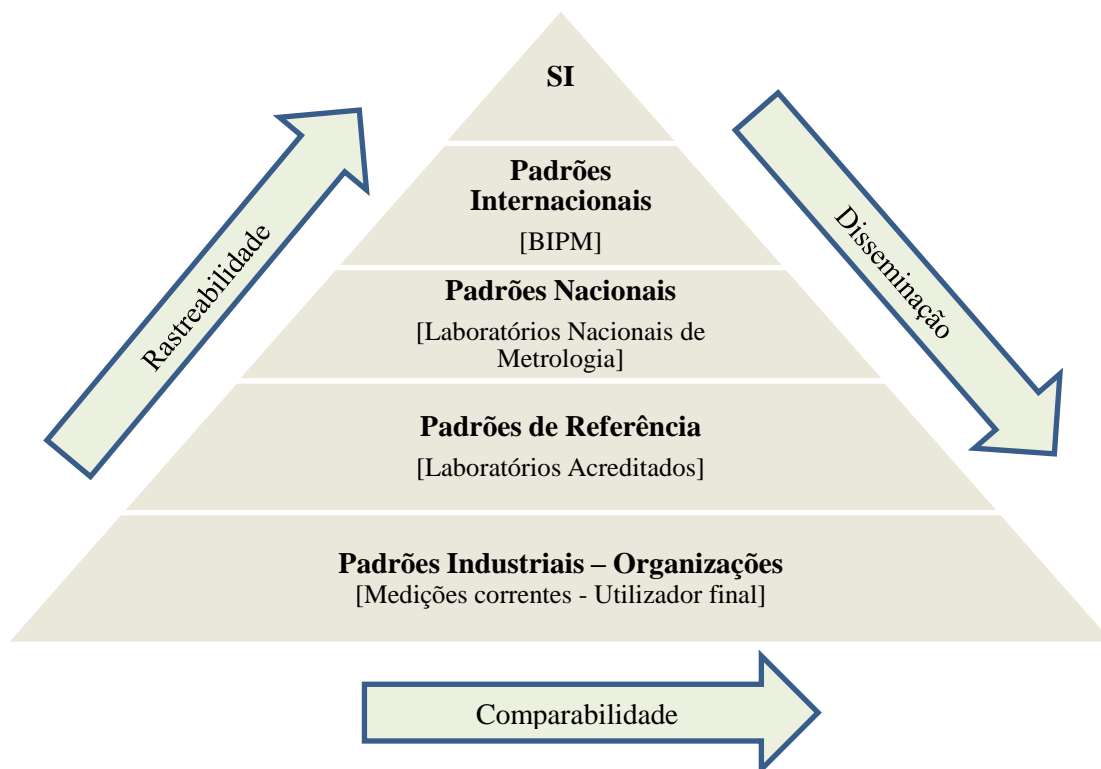 SI
Padrões
Internacionais
[BIPM]
Padrões Nacionais
[Laboratórios Nacionais de
Metrologia]
Padrões de Referência
[Laboratórios Acreditados]
Padrões Industriais – Organizações
[Medições correntes - Utilizador final]
Rastreabilidade
Disseminação
Comparabilidade